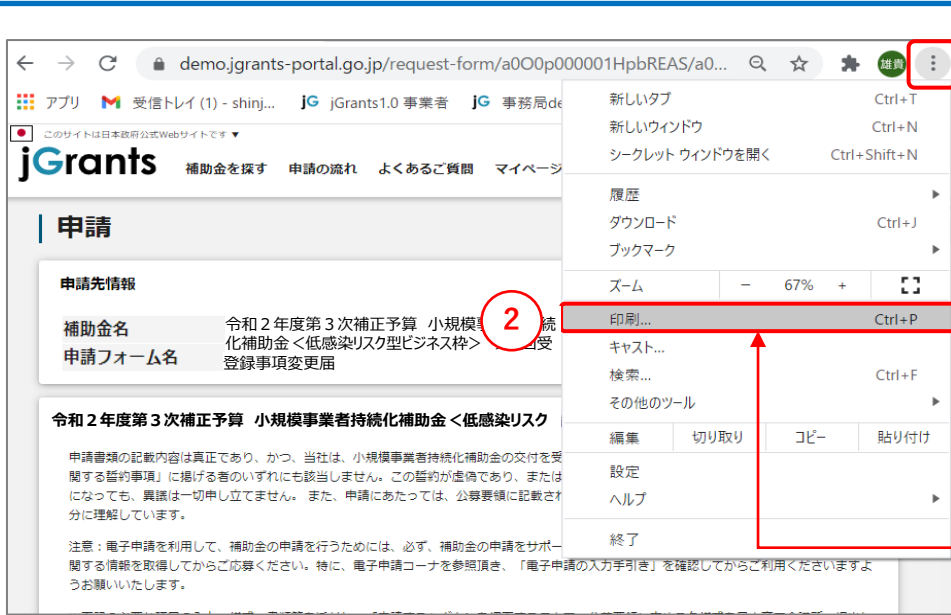 demo.jgrants-portal.go.jp/request-form/a0O0p000001HpbREAS/a0...
雄貴
アプリ 受信トレイ (1) - shinj... jG jGrants1.0 事業者 jG 事務局de
このサイトは日本政府公式Webサイトです ▼
jGrants 補助金を探す 申請の流れ よくあるご質問 マイページ
新しいタブ Ctrl+T
新しいウィンドウ Ctrl+N
シークレット ウィンドウを開く Ctrl+Shift+N
履歴
ダウンロード Ctrl+J
ブックマーク
ズーム - 67% +
印刷... Ctrl+P
キャスト...
検索... Ctrl+F
その他のツール
編集 切り取り コピー 貼り付け
設定
ヘルプ
終了
2
申請
申請先情報
補助金名 令和2年度第3次補正予算 小規模 続
化補助金<低感染リスク型ビジネス枠> 受
申請フォーム名 登録事項変更届
令和2年度第3次補正予算 小規模事業者持続化補助金<低感染リスク
申請書類の記載内容は真正であり、かつ、当社は、小規模事業者持続化補助金の交付を受
関する誓約事項」に掲げる者のいずれにも該当しません。この誓約が虚偽であり、または
になっても、異議は一切申し立てません。 また、申請にあたっては、公募要領に記載され
分に理解しています。
注意:電子申請を利用して、補助金の申請を行うためには、必ず、補助金の申請をサポー
関する情報を取得してからご応募ください。特に、電子申請コーナを参照頂き、「電子申請の入力手引き」を確認してからご利用くださいますよ
うお願いいたします。